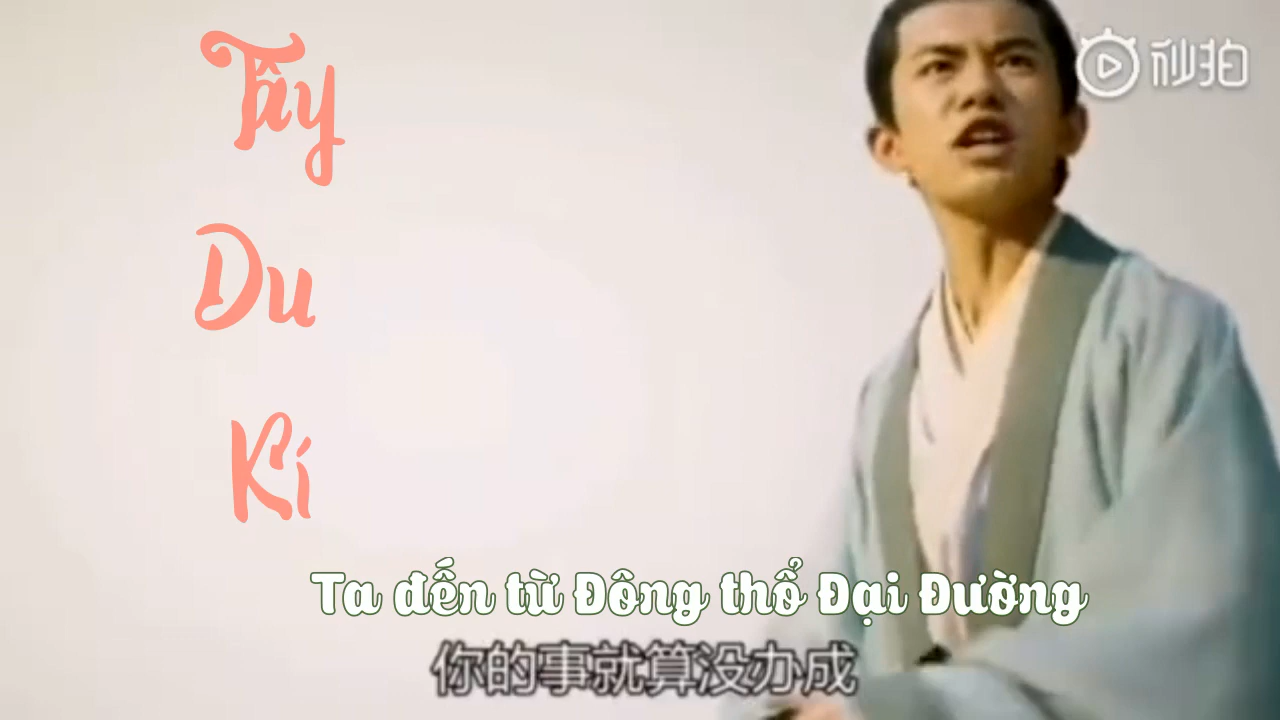 Tây
Du
Kí
秒拍
Ta đến từ Đông thổ Đại Đường
你的事就算没办成